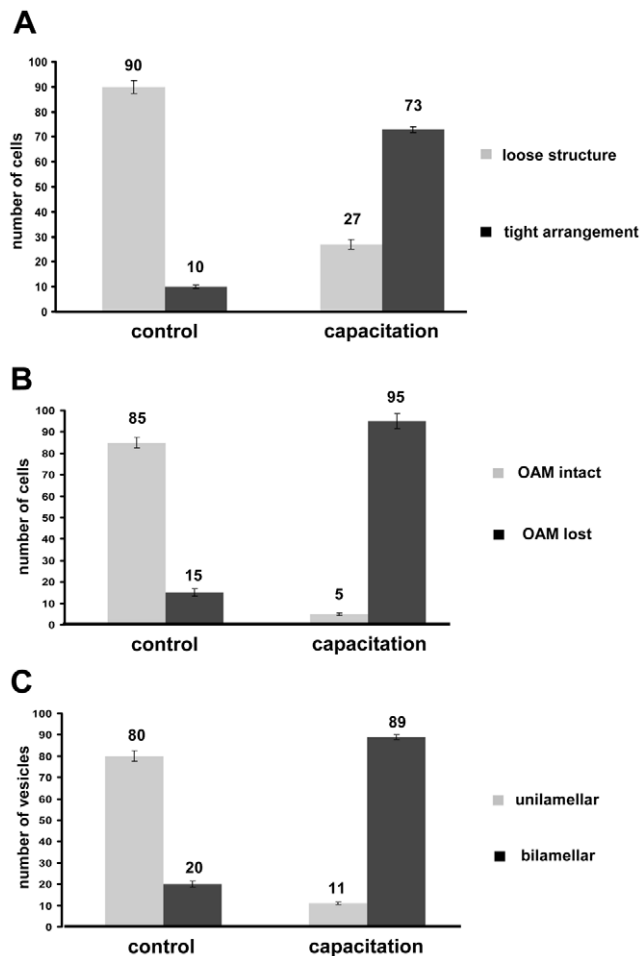 A
number of cells
100
90
80
70
60
50
40
30
20
10
0
90
10
27
73
control
capacitation
loose structure
tight arrangement
B
number of cells
100
90
80
70
60
50
40
30
20
10
0
85
15
5
95
control
capacitation
OAM intact
OAM lost
C
number of vesicles
100
90
80
70
60
50
40
30
20
10
0
80
20
11
89
control
capacitation
unilamellar
bilamellar